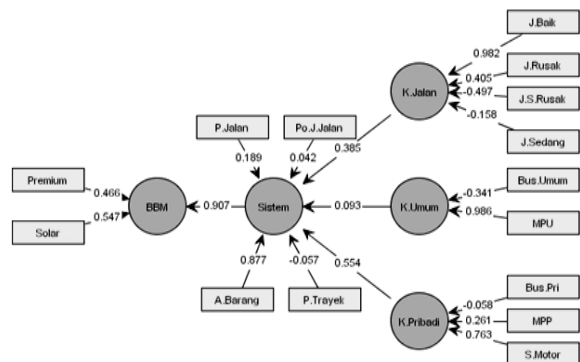 J.Baik
0.982
J.Rusak
0.405
K.Jalan
-0.497
J.S.Rusak
-0.158
P.Jalan
Po.J.Jalan
0.385
J.Sedang
0.189
0.042
Premium
0.466
Bus.Umum
-0.341
BBM
0.907
Sistem
0.093
K.Umum
0.547
Solar
0.986
MPU
0.877
-0.057
0.554
A.Barang
P.Trayek
Bus.Pri
-0.058
K.Pribadi
0.261
MPP
0.763
S.Motor